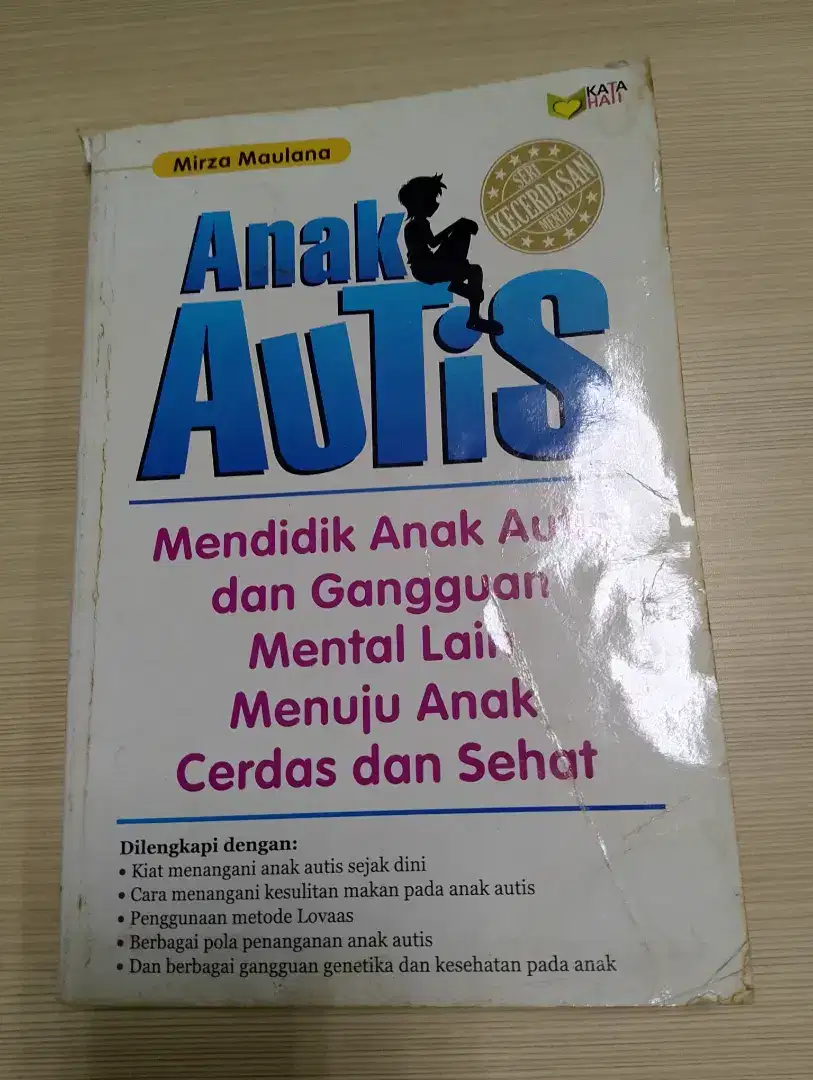 KATA
HATI
Mirza Maulana
SERI
KECERDASAN
MENTAL
Anak
AuTiS
Mendidik Anak Autis
dan Gangguan
Mental Lain
Menuju Anak
Cerdas dan Sehat
Dilengkapi dengan:
• Kiat menangani anak autis sejak dini
• Cara menangani kesulitan makan pada anak autis
• Penggunaan metode Lovaas
• Berbagai pola penanganan anak autis
• Dan berbagai gangguan genetika dan kesehatan pada anak